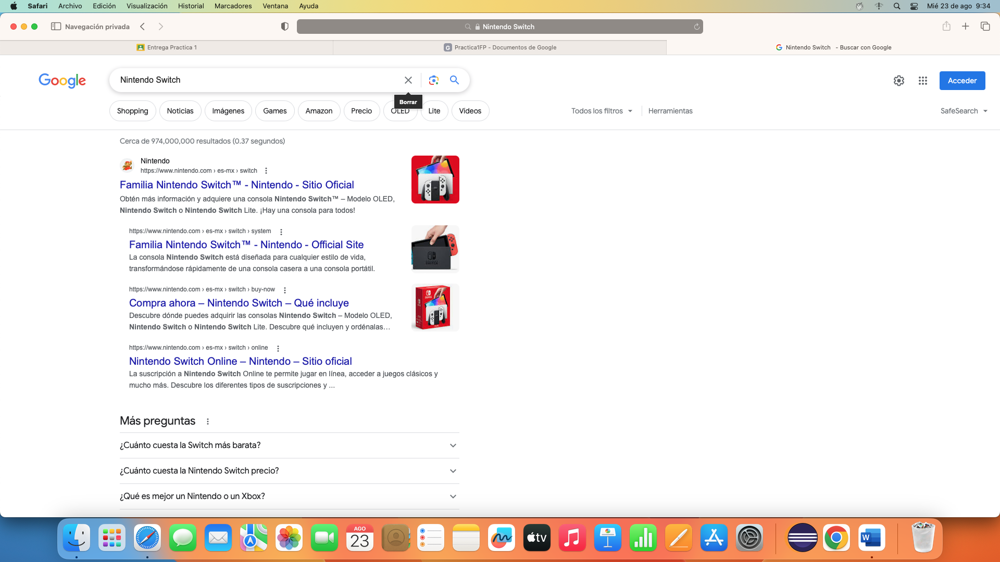 Safari Archivo Edición Visualización Historial Marcadores Ventana Ayuda Mié 23 de ago 9:34
Navegación privada Nintendo Switch
Entrega Practica 1 Practica1FP - Documentos de Google Nintendo Switch - Buscar con Google
Google Nintendo Switch Acceder
Borrar
Shopping Noticias Imágenes Games Amazon Precio OLED Lite Vídeos Todos los filtros Herramientas SafeSearch
Cerca de 974,000,000 resultados (0.37 segundos)
Nintendo
https://www.nintendo.com › es-mx › switch
Familia Nintendo Switch™ - Nintendo - Sitio Oficial
Obtén más información y adquiere una consola Nintendo Switch™ – Modelo OLED,
Nintendo Switch o Nintendo Switch Lite. ¡Hay una consola para todos!
https://www.nintendo.com › es-mx › switch › system
Familia Nintendo Switch™ - Nintendo - Official Site
La consola Nintendo Switch está diseñada para cualquier estilo de vida,
transformándose rápidamente de una consola casera a una consola portátil.
https://www.nintendo.com › es-mx › switch › buy-now
Compra ahora – Nintendo Switch – Qué incluye
Descubre dónde puedes adquirir las consolas Nintendo Switch – Modelo OLED,
Nintendo Switch o Nintendo Switch Lite. Descubre qué incluyen y ordénalas...
https://www.nintendo.com › es-mx › switch › online
Nintendo Switch Online – Nintendo – Sitio oficial
La suscripción a Nintendo Switch Online te permite jugar en línea, acceder a juegos clásicos y
mucho más. Descubre los diferentes tipos de suscripciones y ...
Más preguntas
¿Cuánto cuesta la Switch más barata?
¿Cuánto cuesta la Nintendo Switch precio?
¿Qué es mejor un Nintendo o un Xbox?
AGO
23
tv
W